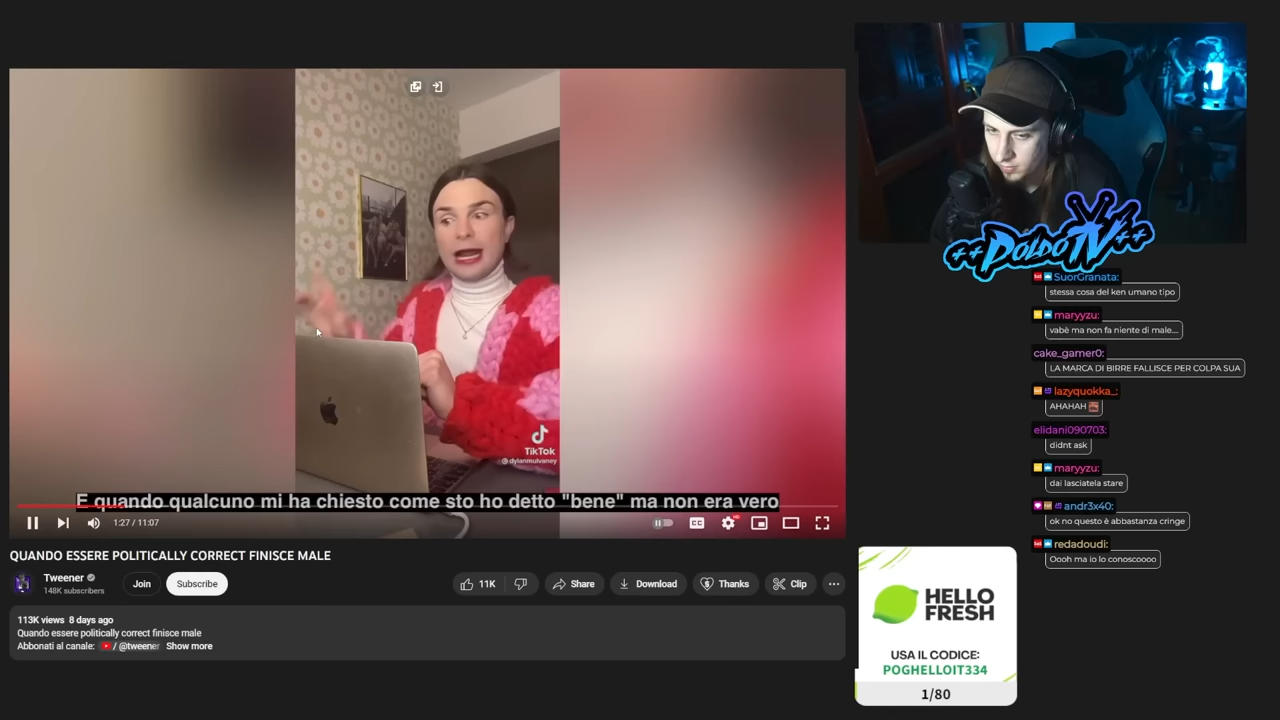 TikTok
@dylanmulvaney
E quando qualcuno mi ha chiesto come sto ho detto "bene" ma non era vero
1:27 / 11:07
CC
HD
QUANDO ESSERE POLITICALLY CORRECT FINISCE MALE
Tweener
148K subscribers
Join
Subscribe
11K
Share
Download
Thanks
Clip
113K views 8 days ago
Quando essere politically correct finisce male
Abbonati al canale:
/ @tweener
Show more
++POLDOTV++
SuorGranata:
stessa cosa del ken umano tipo
maryyzu:
vabè ma non fa niente di male...
cake_gamer0:
LA MARCA DI BIRRE FALLISCE PER COLPA SUA
lazyquokka_:
AHAHAH
elidani090703:
didnt ask
maryyzu:
dai lasciatela stare
andr3x40:
ok no questo è abbastanza cringe
redadoudi:
Oooh ma io lo conoscoooo
HELLO
FRESH
USA IL CODICE:
POGHELLOIT334
1/80